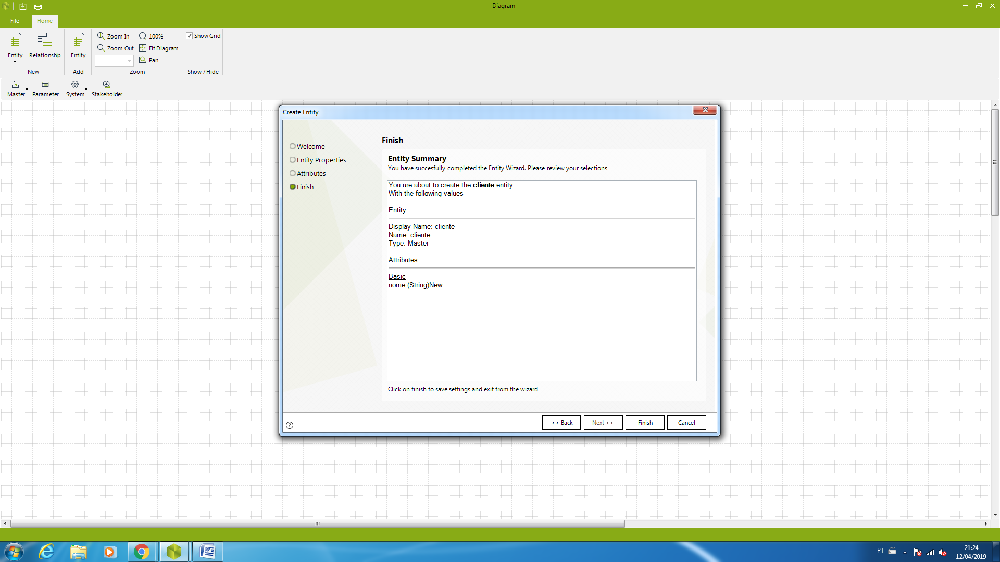 Diagram
File
Home
Entity
Relationship
New
Entity
Add
Zoom In
Zoom Out
100%
Fit Diagram
Pan
Zoom
Show Grid
Show / Hide
Master
Parameter
System
Stakeholder
Create Entity
Welcome
Entity Properties
Attributes
Finish
Finish
Entity Summary
You have succesfully completed the Entity Wizard. Please review your selections
You are about to create the cliente entity
With the following values
Entity
Display Name: cliente
Name: cliente
Type: Master
Attributes
Basic
nome (String)New
Click on finish to save settings and exit from the wizard
?
<< Back
Next >>
Finish
Cancel
PT
21:24
12/04/2019